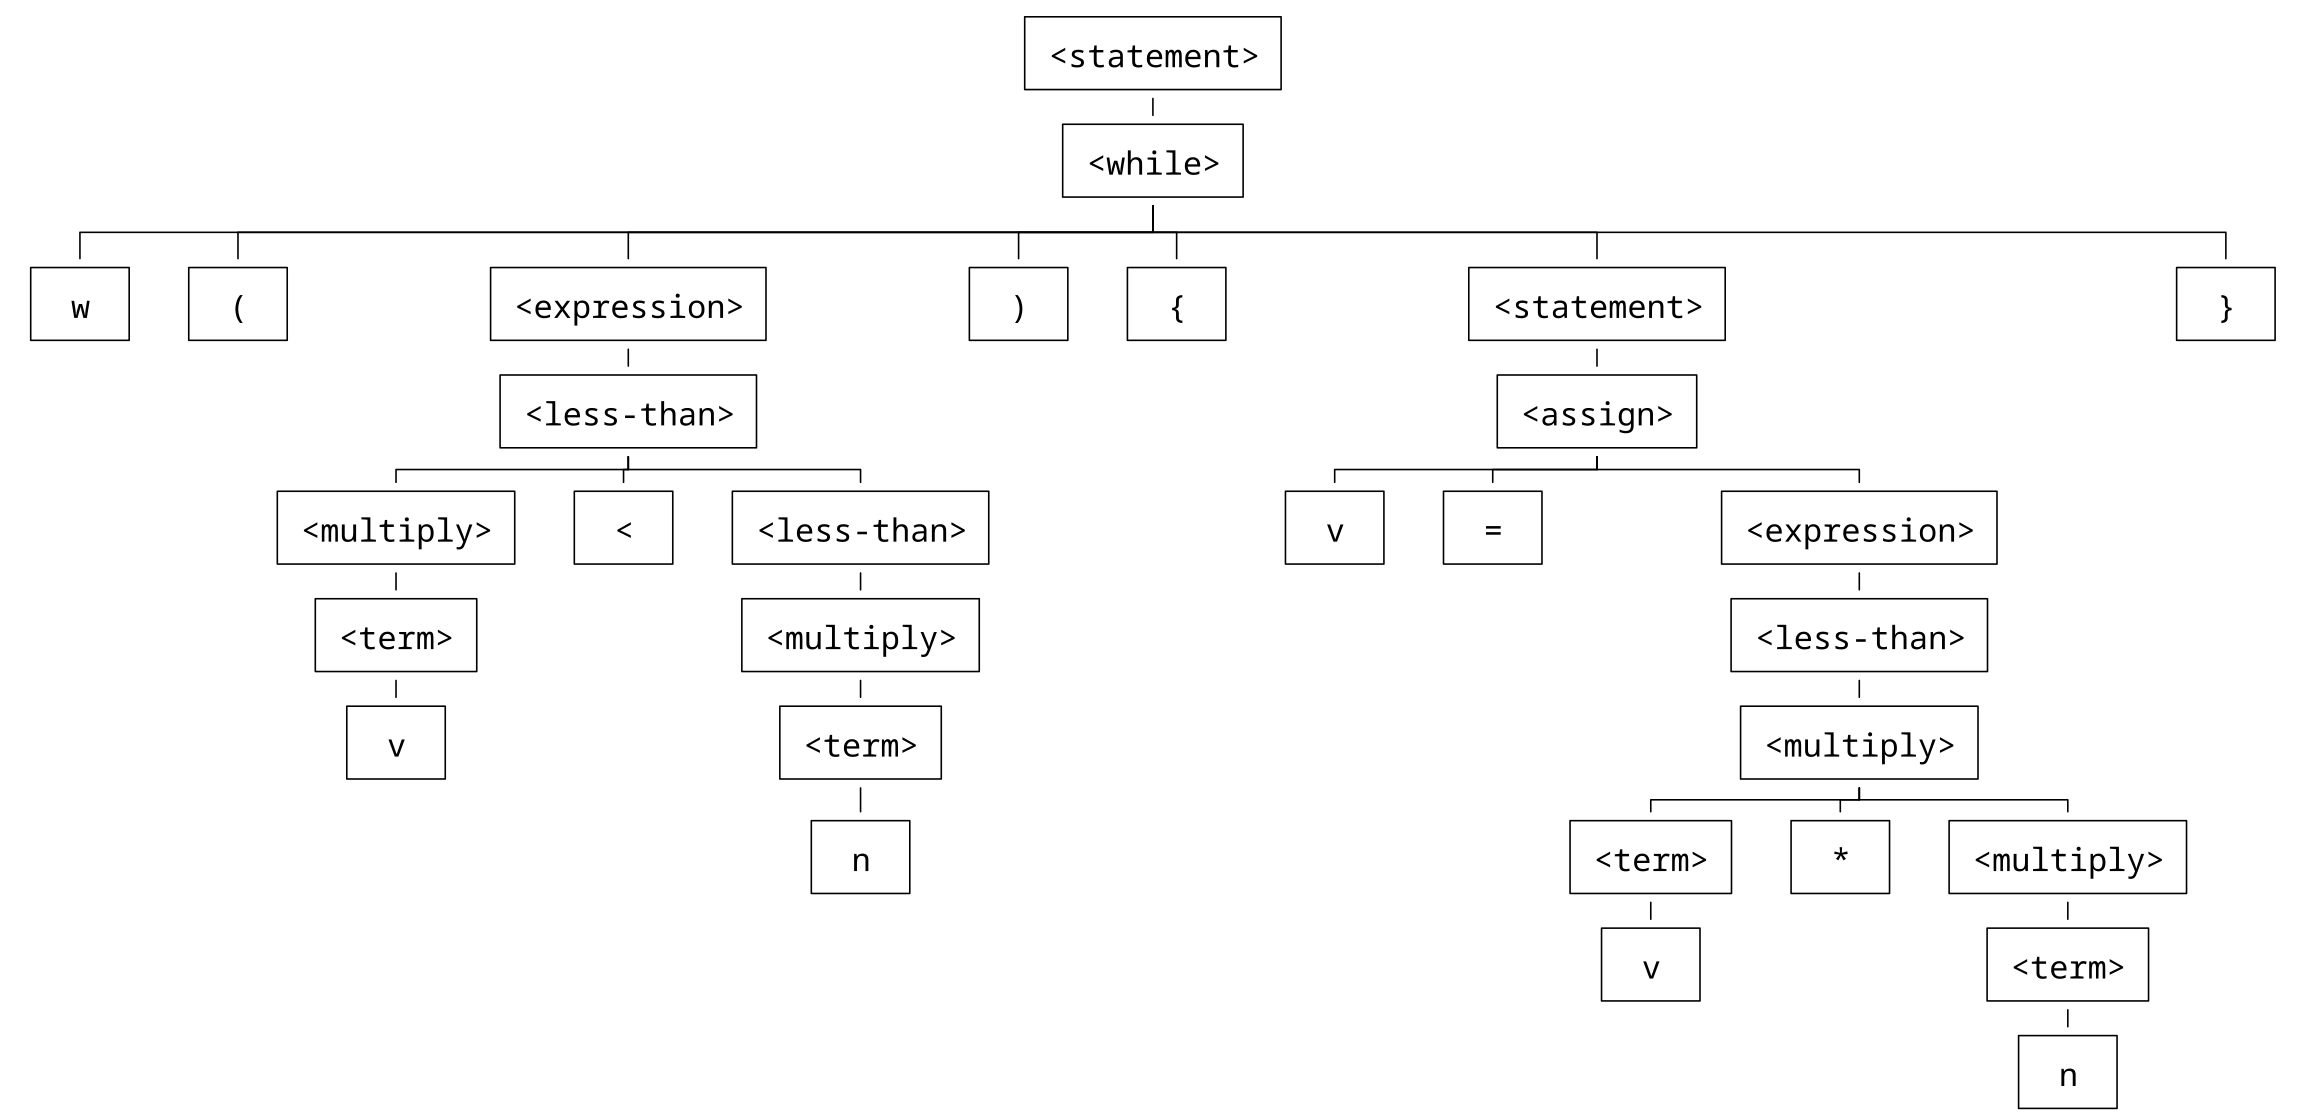 <statement>
<while>
w ( <expression> ) { <statement> }
<less-than> <assign>
<multiply> < <less-than> v = <expression>
<term> <multiply> <less-than>
v <term> <multiply>
n <term> * <multiply>
v <term>
n